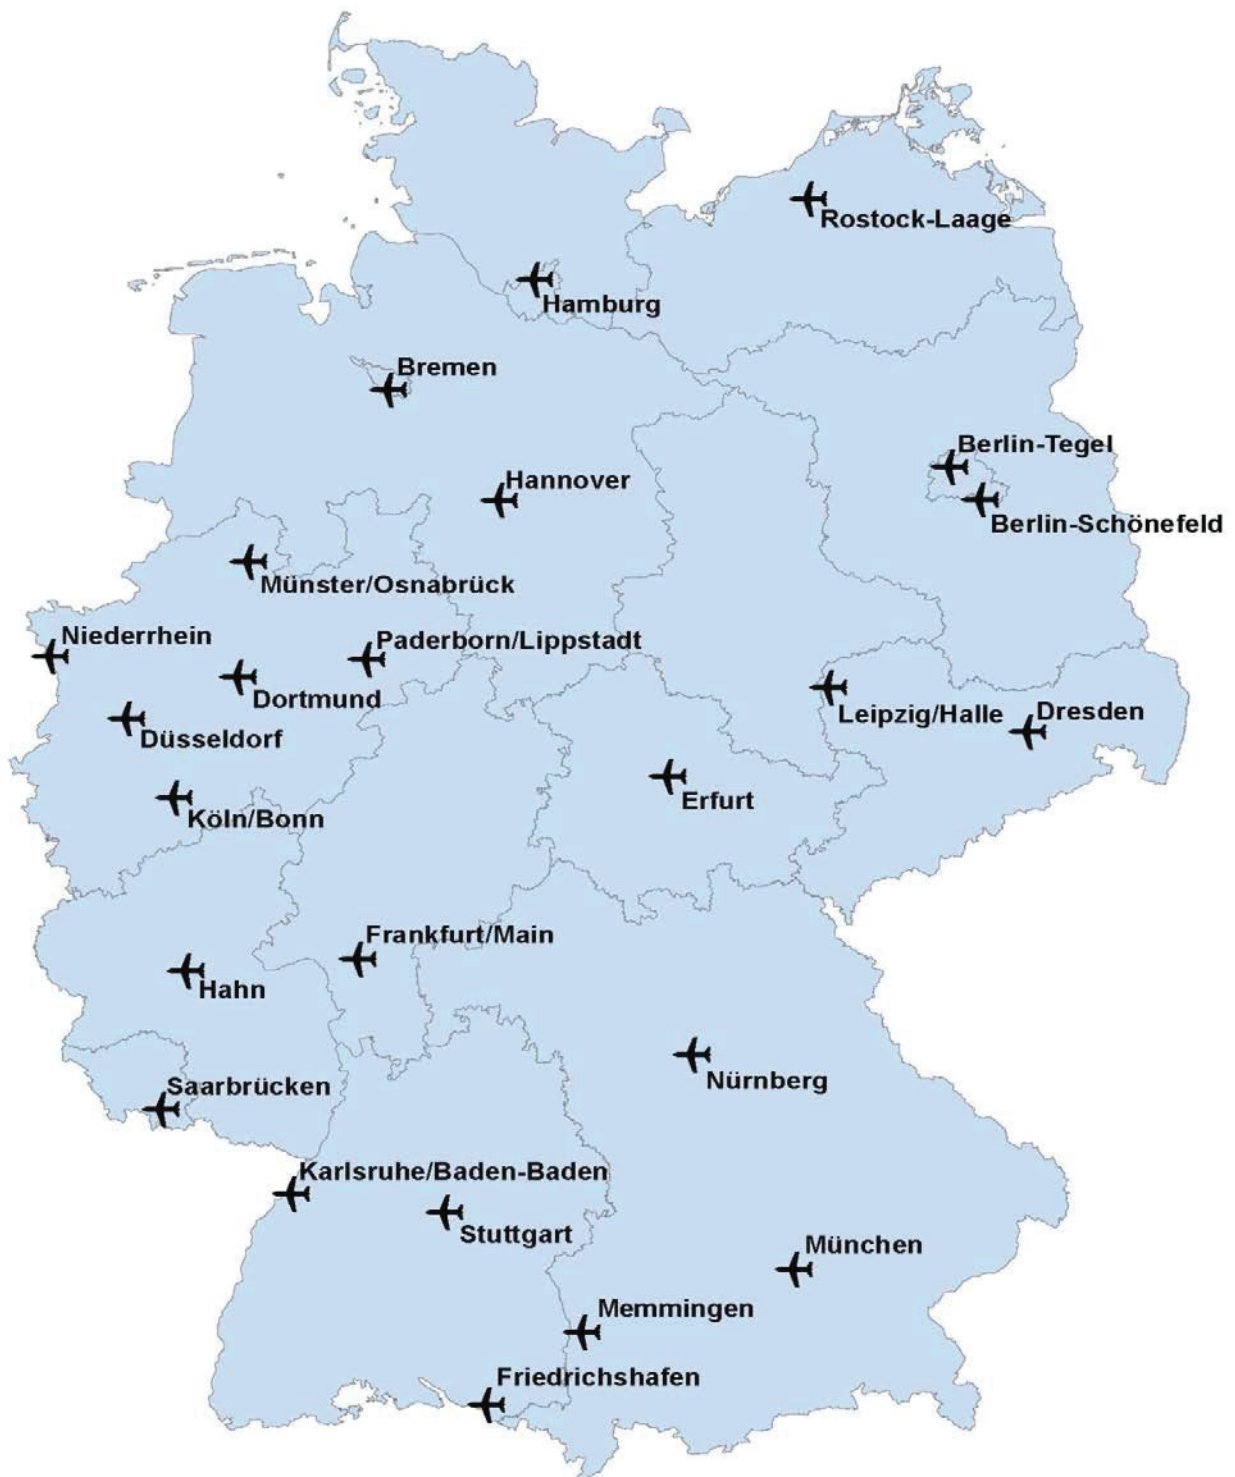 Rostock-Laage
Hamburg
Bremen
Berlin-Tegel
Hannover
Berlin-Schönefeld
Münster/Osnabrück
Niederrhein
Paderborn/Lippstadt
Dortmund
Leipzig/Halle
Dresden
Düsseldorf
Erfurt
Köln/Bonn
Frankfurt/Main
Hahn
Nürnberg
Saarbrücken
Karlsruhe/Baden-Baden
Stuttgart
München
Memmingen
Friedrichshafen